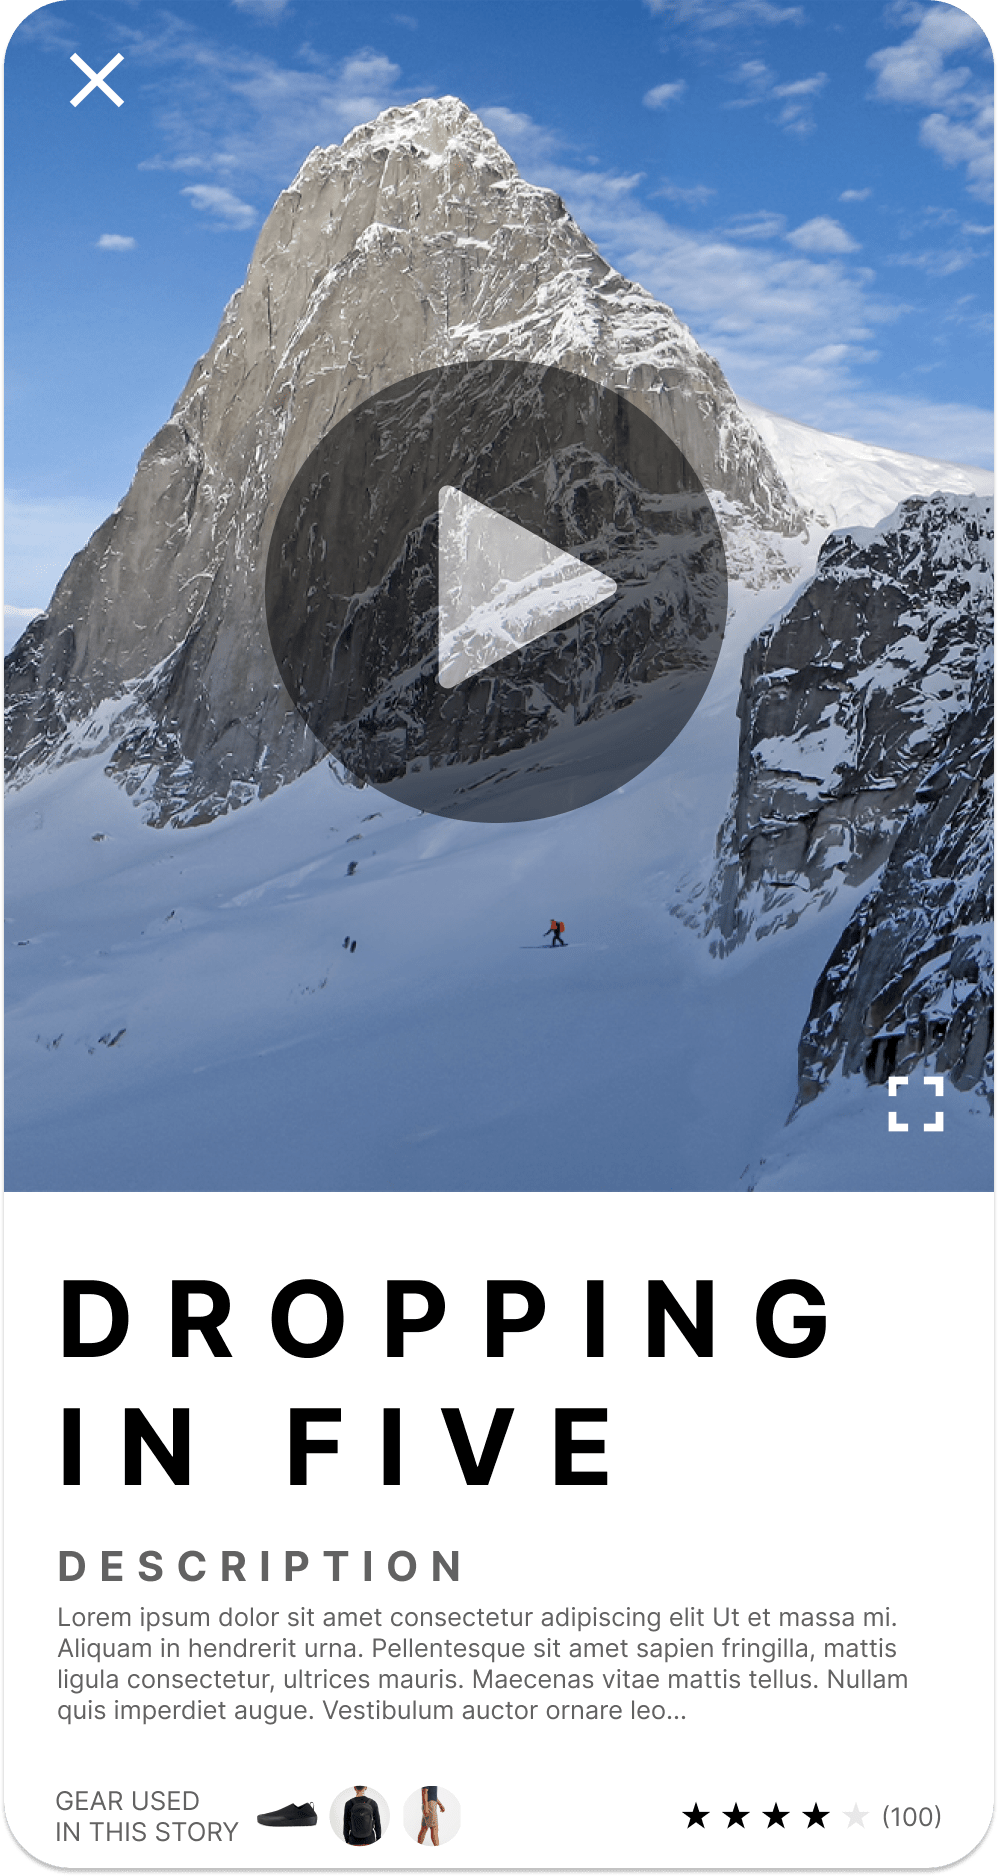 DROPPING
IN FIVE
DESCRIPTION
Lorem ipsum dolor sit amet consectetur adipiscing elit Ut et massa mi.
Aliquam in hendrerit urna. Pellentesque sit amet sapien fringilla, mattis
ligula consectetur, ultrices mauris. Maecenas vitae mattis tellus. Nullam
quis imperdiet augue. Vestibulum auctor ornare leo...
GEAR USED
IN THIS STORY
(100)